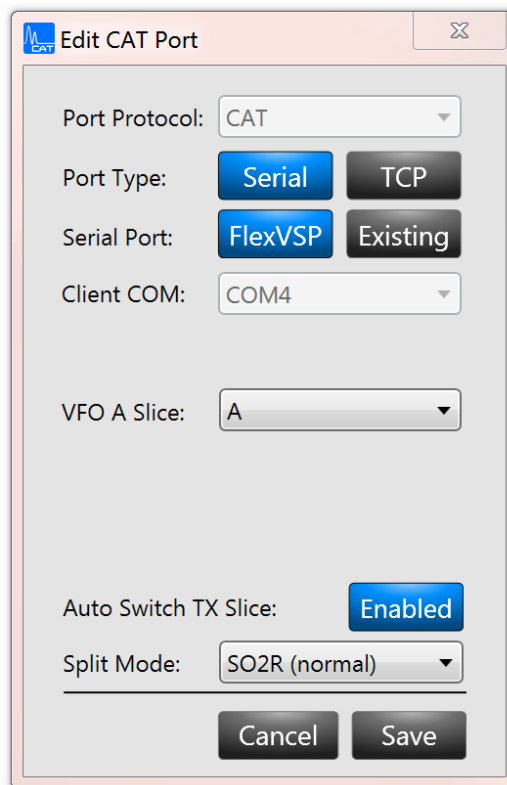 CAT Edit CAT Port
Port Protocol: CAT
Port Type: Serial TCP
Serial Port: FlexVSP Existing
Client COM: COM4
VFO A Slice: A
Auto Switch TX Slice: Enabled
Split Mode: SO2R (normal)
Cancel Save